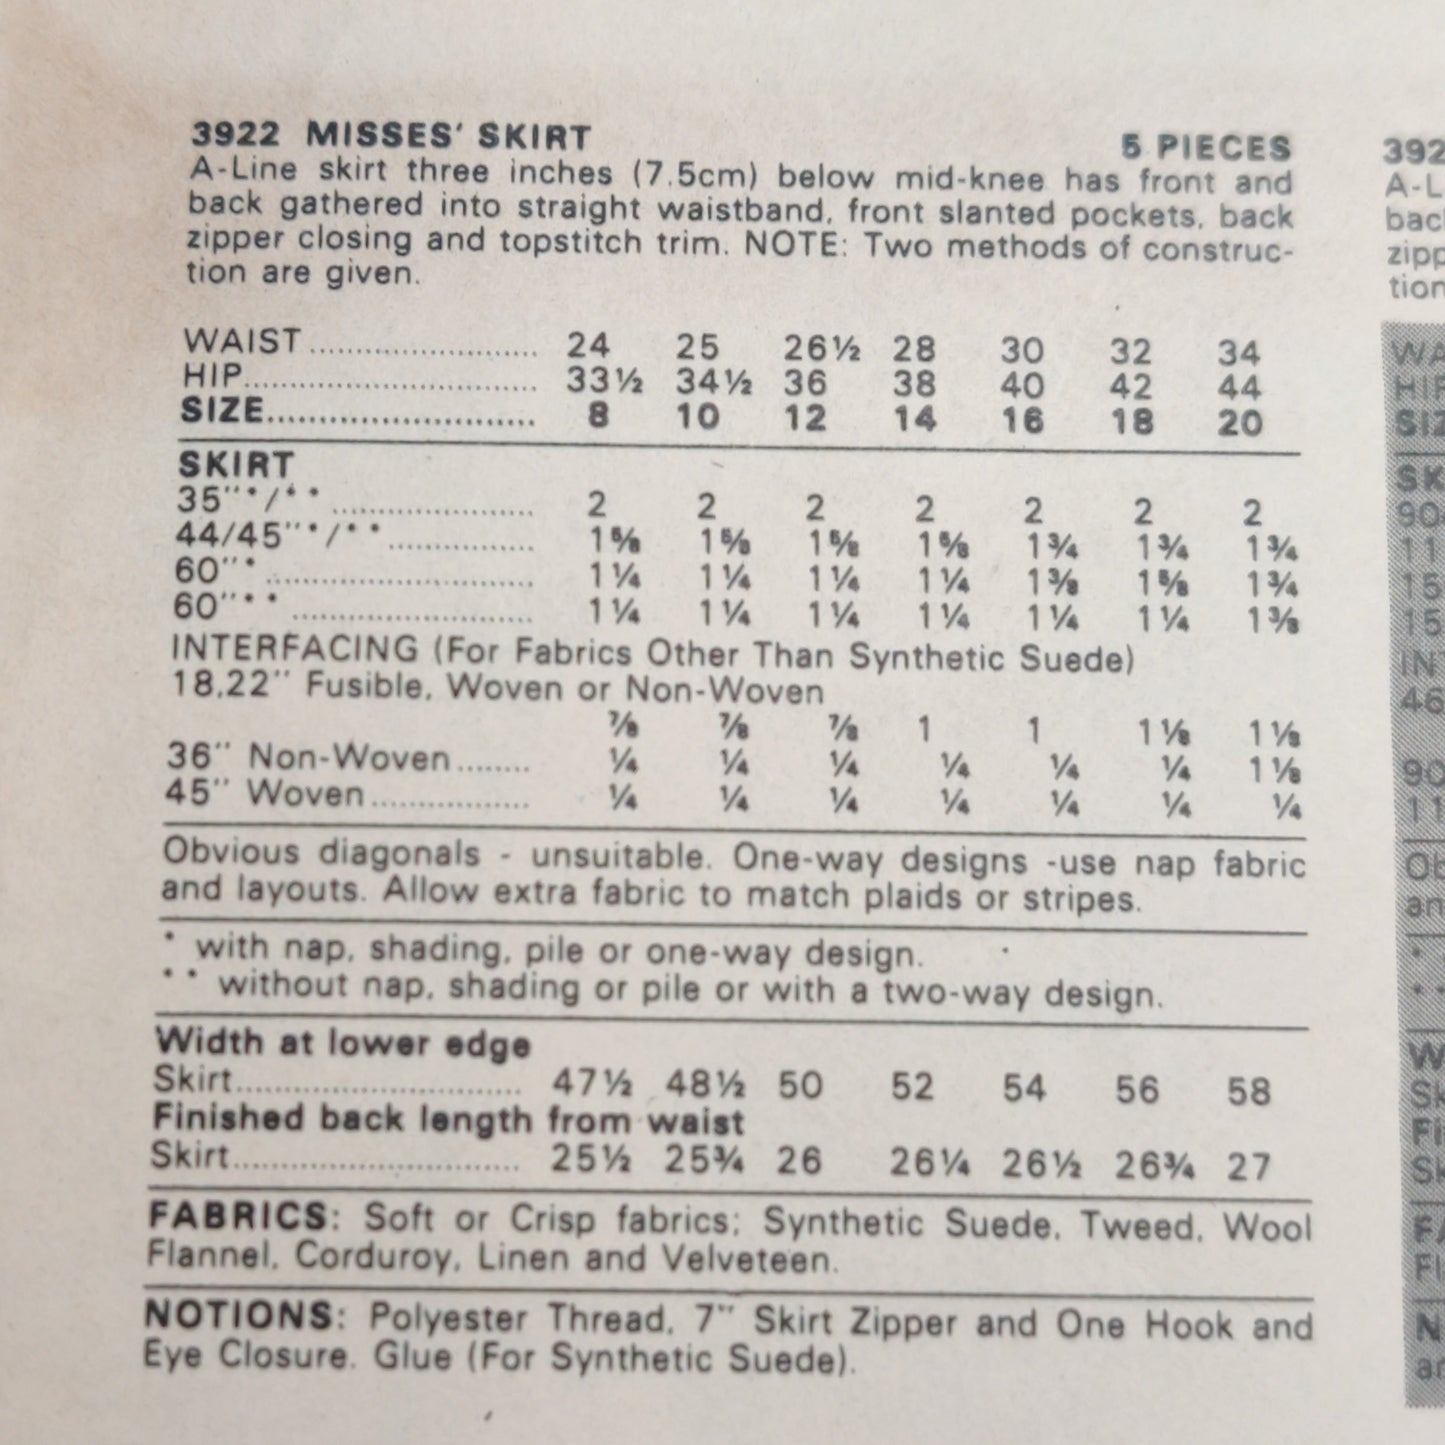 3922 MISSES' SKIRT 5 PIECES
A-Line skirt three inches (7.5cm) below mid-knee has front and
back gathered into straight waistband, front slanted pockets, back
zipper closing and topstitch trim. NOTE: Two methods of construc-
tion are given.
WAIST 24 25 26½ 28 30 32 34
HIP 33½ 34½ 36 38 40 42 44
SIZE 8 10 12 14 16 18 20
SKIRT
35"*/** 2 2 2 2 2 2 2
44/45"*/** 1⅝ 1⅝ 1⅝ 1⅝ 1¾ 1¾ 1¾
60"* 1¼ 1¼ 1¼ 1¼ 1⅜ 1⅝ 1¾
60"** 1¼ 1¼ 1¼ 1¼ 1¼ 1¼ 1⅜
INTERFACING (For Fabrics Other Than Synthetic Suede)
18,22" Fusible, Woven or Non-Woven
⅞ ⅞ ⅞ 1 1 1⅛ 1⅛
36" Non-Woven ¼ ¼ ¼ ¼ ¼ ¼ 1⅛
45" Woven ¼ ¼ ¼ ¼ ¼ ¼ ¼
Obvious diagonals - unsuitable. One-way designs -use nap fabric
and layouts. Allow extra fabric to match plaids or stripes.
* with nap, shading, pile or one-way design.
** without nap, shading or pile or with a two-way design.
Width at lower edge
Skirt 47½ 48½ 50 52 54 56 58
Finished back length from waist
Skirt 25½ 25¾ 26 26¼ 26½ 26¾ 27
FABRICS: Soft or Crisp fabrics; Synthetic Suede, Tweed, Wool
Flannel, Corduroy, Linen and Velveteen.
NOTIONS: Polyester Thread, 7" Skirt Zipper and One Hook and
Eye Closure. Glue (For Synthetic Suede).